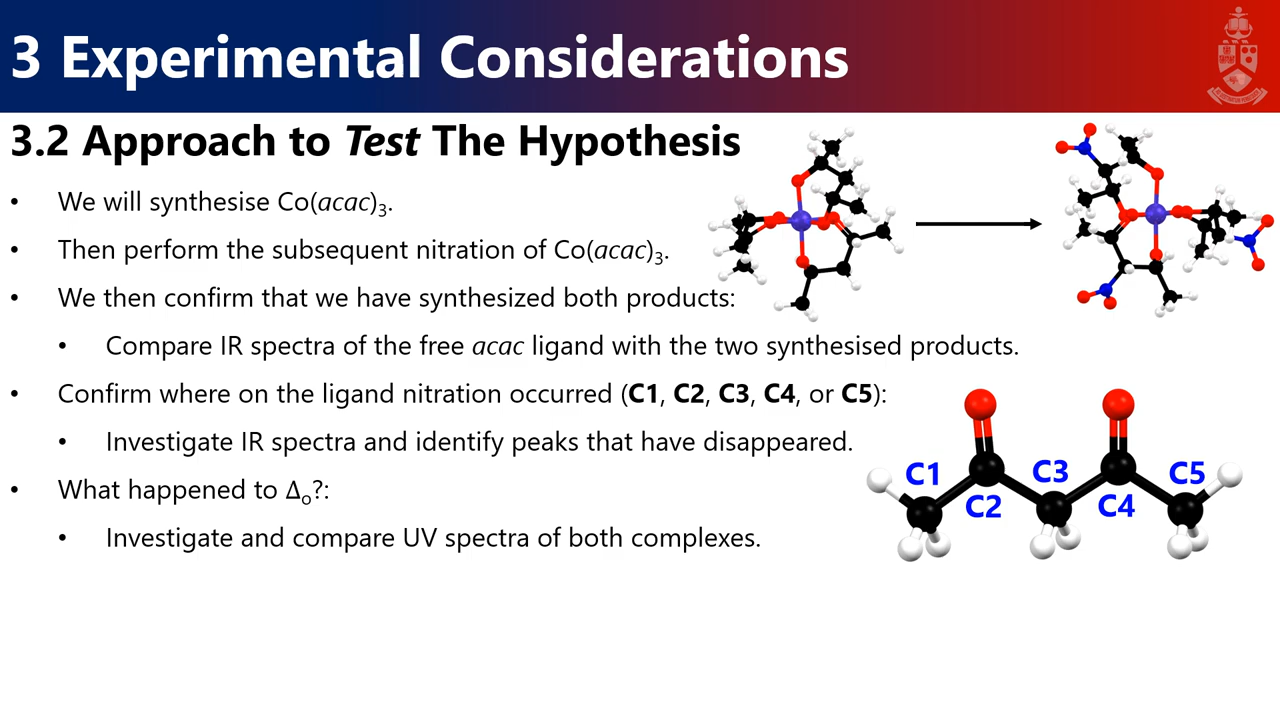 3 Experimental Considerations
3.2 Approach to Test The Hypothesis
• We will synthesise Co(acac)₃.
• Then perform the subsequent nitration of Co(acac)₃.
• We then confirm that we have synthesized both products:
• Compare IR spectra of the free acac ligand with the two synthesised products.
• Confirm where on the ligand nitration occurred (C1, C2, C3, C4, or C5):
• Investigate IR spectra and identify peaks that have disappeared.
• What happened to Δₒ?:
• Investigate and compare UV spectra of both complexes.
C1 C3 C5
C2 C4